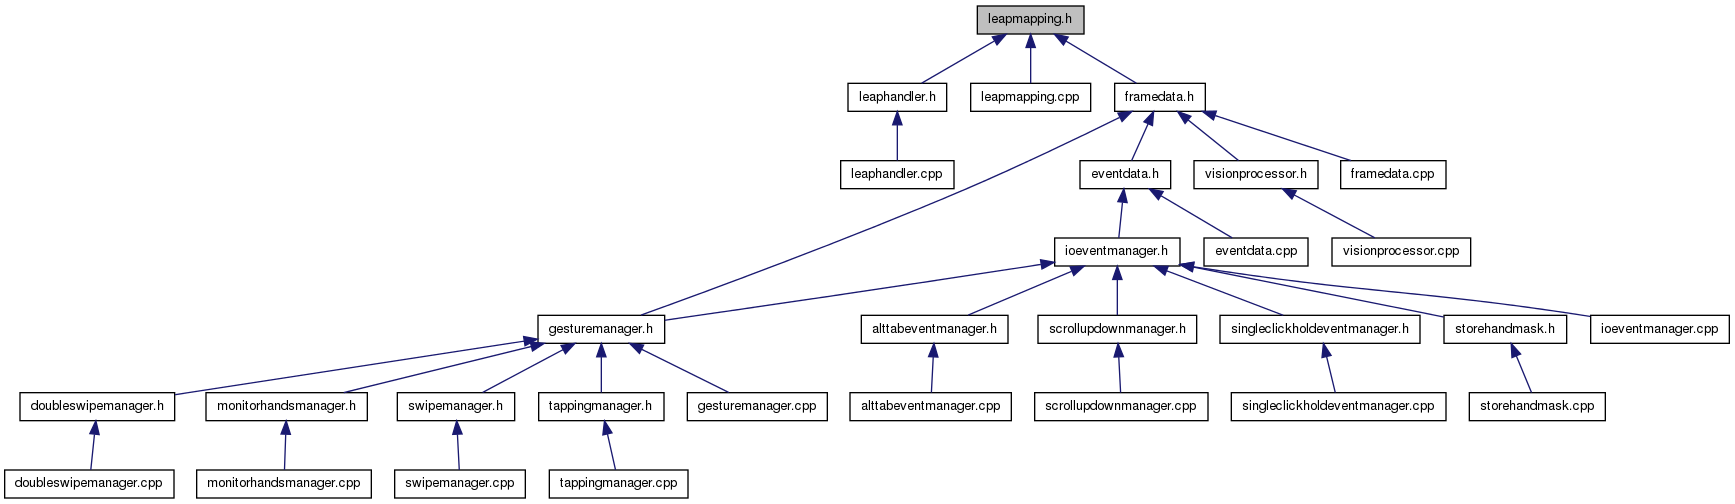 leapmapping.h
leaphandler.h
leapmapping.cpp
framedata.h
leaphandler.cpp
eventdata.h
visionprocessor.h
framedata.cpp
ioeventmanager.h
eventdata.cpp
visionprocessor.cpp
gesturemanager.h
alttabeventmanager.h
scrollupdownmanager.h
singleclickholdeventmanager.h
storehandmask.h
ioeventmanager.cpp
doubleswipemanager.h
monitorhandsmanager.h
swipemanager.h
tappingmanager.h
gesturemanager.cpp
alttabeventmanager.cpp
scrollupdownmanager.cpp
singleclickholdeventmanager.cpp
storehandmask.cpp
doubleswipemanager.cpp
monitorhandsmanager.cpp
swipemanager.cpp
tappingmanager.cpp